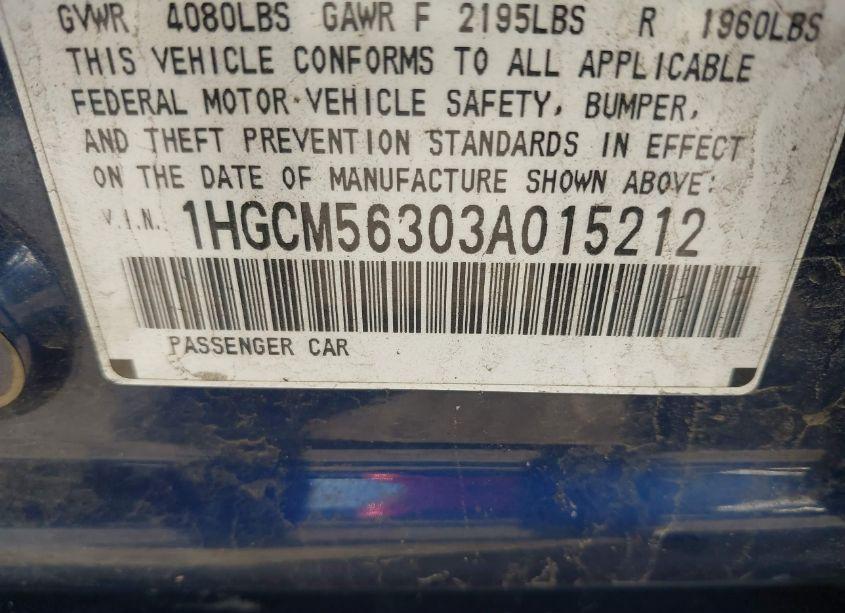 GVWR 4080LBS GAWR F 2195LBS R 1960LBS
THIS VEHICLE CONFORMS TO ALL APPLICABLE
FEDERAL MOTOR VEHICLE SAFETY, BUMPER,
AND THEFT PREVENTION STANDARDS IN EFFECT
ON THE DATE OF MANUFACTURE SHOWN ABOVE:
V.I.N. 1HGCM56303A015212
PASSENGER CAR